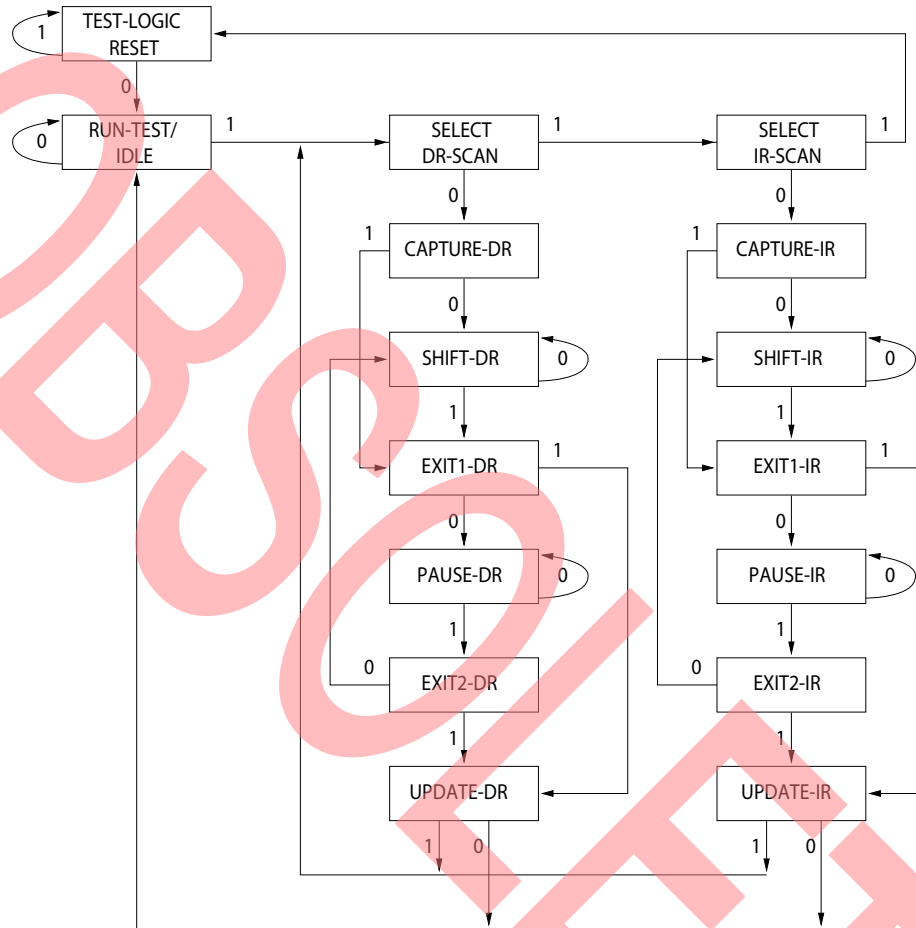 TEST-LOGIC
RESET
1
0
RUN-TEST/
IDLE
0
1
SELECT
DR-SCAN
1
SELECT
IR-SCAN
1
0
0
1
CAPTURE-DR
1
CAPTURE-IR
0
0
SHIFT-DR
0
SHIFT-IR
0
1
1
EXIT1-DR
1
EXIT1-IR
1
0
0
PAUSE-DR
0
PAUSE-IR
0
1
1
0
EXIT2-DR
0
EXIT2-IR
1
1
UPDATE-DR
UPDATE-IR
1
0
1
0
OBSOLET